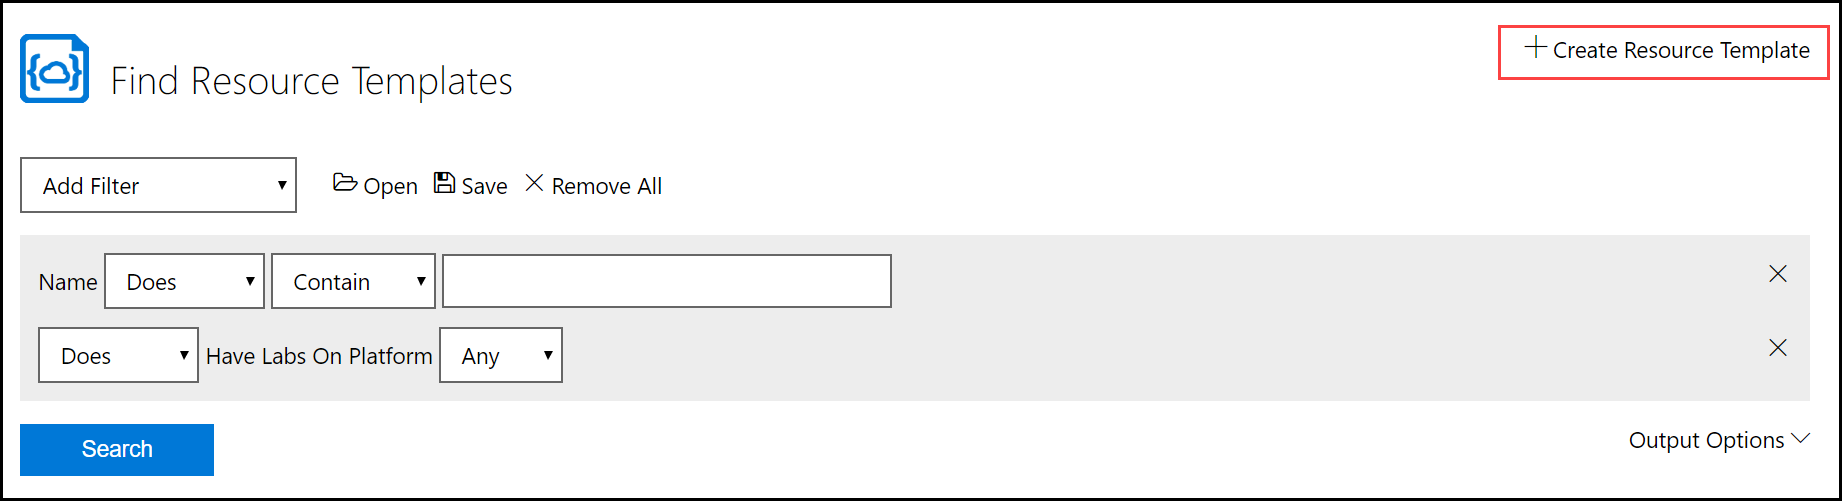 Create Resource Template
Find Resource Templates
Add Filter Open Save Remove All
Name Does Contain
Does Have Labs On Platform Any
Search
Output Options